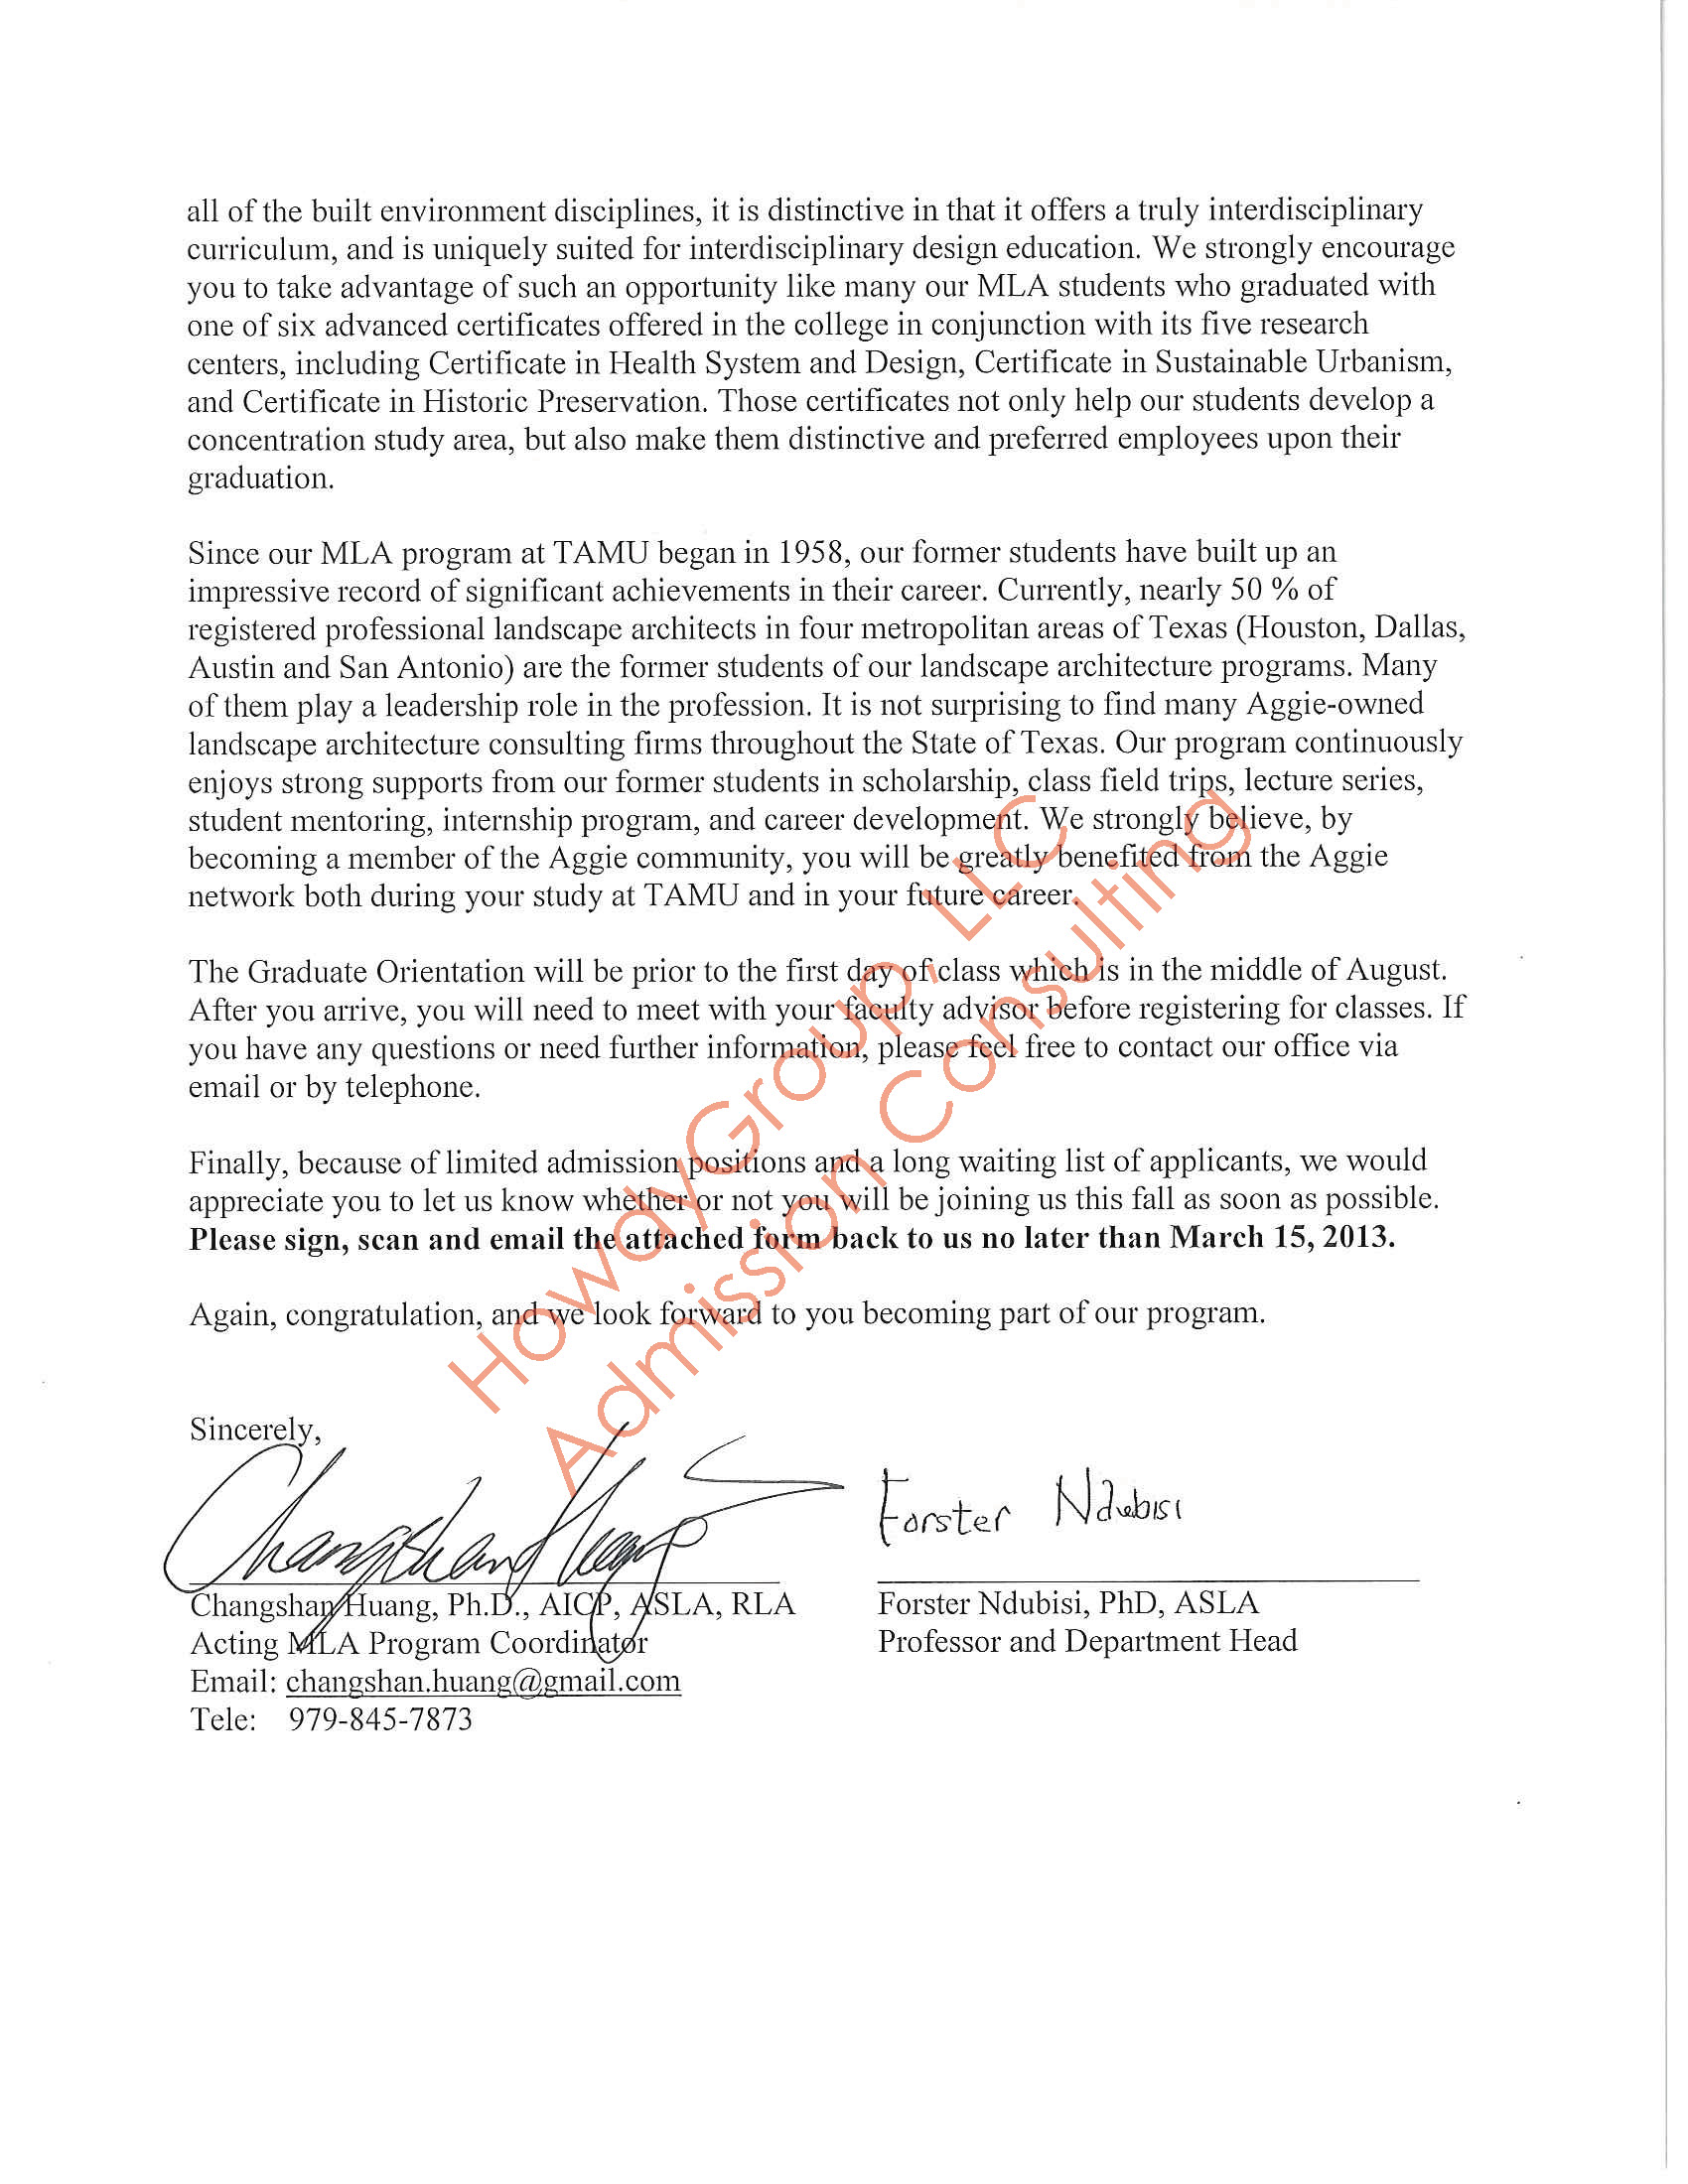 all of the built environment disciplines, it is distinctive in that it offers a truly interdisciplinary
curriculum, and is uniquely suited for interdisciplinary design education. We strongly encourage
you to take advantage of such an opportunity like many our MLA students who graduated with
one of six advanced certificates offered in the college in conjunction with its five research
centers, including Certificate in Health System and Design, Certificate in Sustainable Urbanism,
and Certificate in Historic Preservation. Those certificates not only help our students develop a
concentration study area, but also make them distinctive and preferred employees upon their
graduation.
Since our MLA program at TAMU began in 1958, our former students have built up an
impressive record of significant achievements in their career. Currently, nearly 50 % of
registered professional landscape architects in four metropolitan areas of Texas (Houston, Dallas,
Austin and San Antonio) are the former students of our landscape architecture programs. Many
of them play a leadership role in the profession. It is not surprising to find many Aggie-owned
landscape architecture consulting firms throughout the State of Texas. Our program continuously
enjoys strong supports from our former students in scholarship, class field trips, lecture series,
student mentoring, internship program, and career development. We strongly believe, by
becoming a member of the Aggie community, you will be greatly benefited from the Aggie
network both during your study at TAMU and in your future career.
The Graduate Orientation will be prior to the first day of class which is in the middle of August.
After you arrive, you will need to meet with your faculty advisor before registering for classes. If
you have any questions or need further information, please feel free to contact our office via
email or by telephone.
Finally, because of limited admission positions and a long waiting list of applicants, we would
appreciate you to let us know whether or not you will be joining us this fall as soon as possible.
Please sign, scan and email the attached form back to us no later than March 15, 2013.
Again, congratulation, and we look forward to you becoming part of our program.
HowdyGroup, LLC
Admission Consulting
Sincerely,
Changshan Huang
Forster Ndubisi
Changshan Huang, Ph.D., AICP, ASLA, RLA
Acting MLA Program Coordinator
Email: changshan.huang@gmail.com
Tele: 979-845-7873
Forster Ndubisi, PhD, ASLA
Professor and Department Head